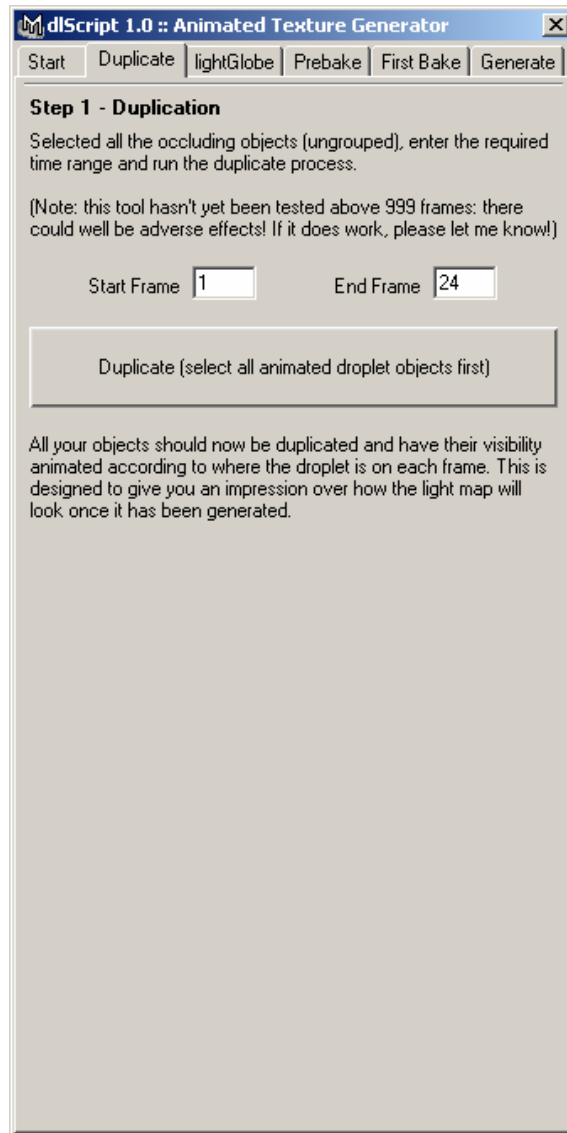 dlScript 1.0 :: Animated Texture Generator
Start Duplicate lightGlobe Prebake First Bake Generate
Step 1 - Duplication
Selected all the occluding objects (ungrouped), enter the required
time range and run the duplicate process.
(Note: this tool hasn't yet been tested above 999 frames: there
could well be adverse effects! If it does work, please let me know!)
Start Frame 1 End Frame 24
Duplicate (select all animated droplet objects first)
All your objects should now be duplicated and have their visibility
animated according to where the droplet is on each frame. This is
designed to give you an impression over how the light map will
look once it has been generated.